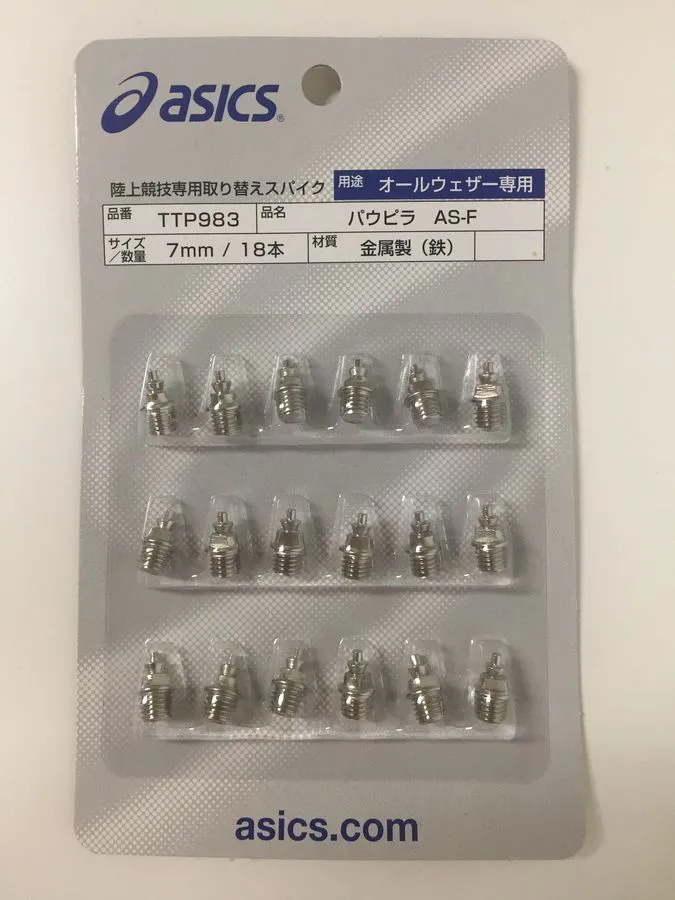 asics®
陸上競技専用取り替えスパイク 用途 オールウェザー専用
品番 TTP983 品名 パウピラ AS-F
サイズ/数量 7mm / 18本 材質 金属製（鉄）
asics.com